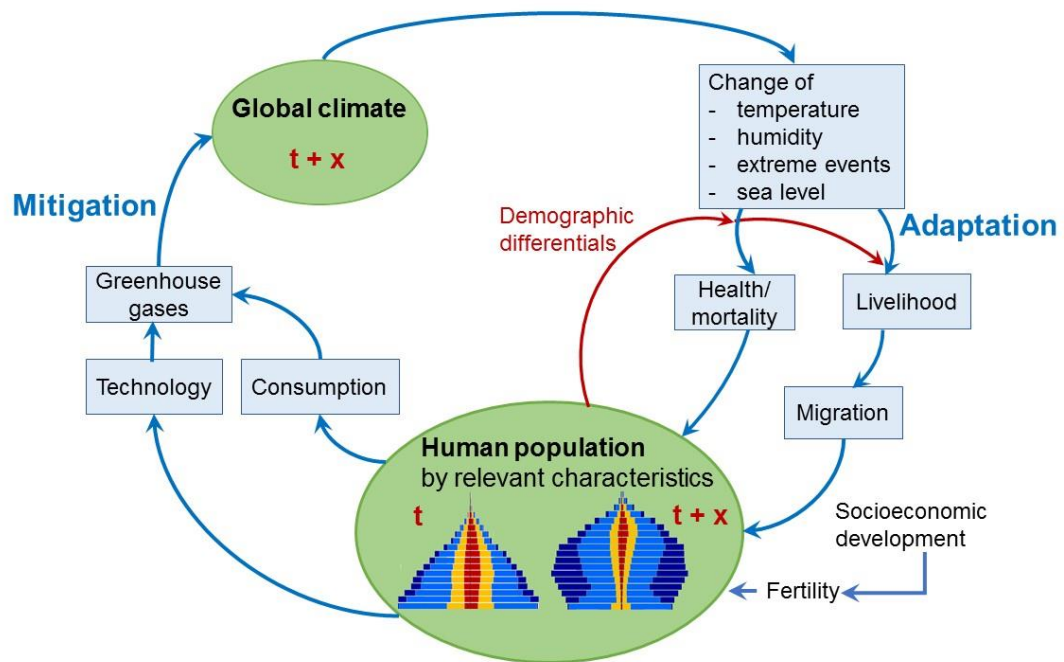 Global climate
t + x
Change of
- temperature
- humidity
- extreme events
- sea level
Mitigation
Demographic
differentials
Adaptation
Greenhouse
gases
Health/
mortality
Livelihood
Technology
Consumption
Migration
Human population
by relevant characteristics
t
t + x
Socioeconomic
development
Fertility